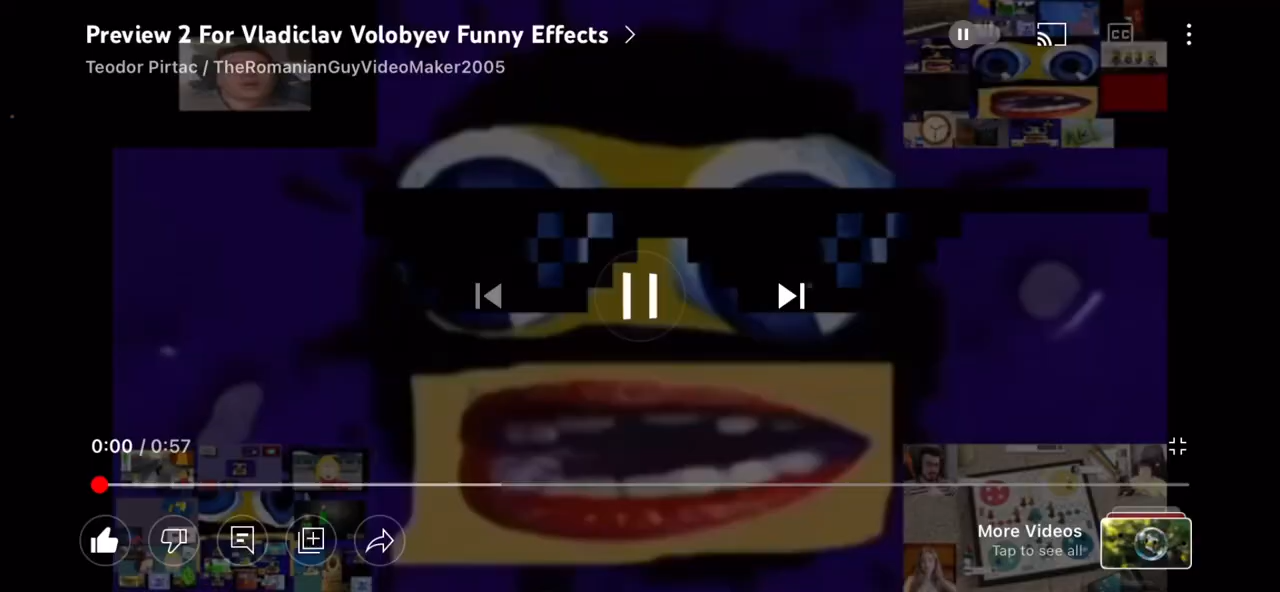 Preview 2 For Vladiclav Volobyev Funny Effects
Teodor Pirtac / TheRomanianGuyVideoMaker2005
CC
0:00 / 0:57
More Videos
Tap to see all